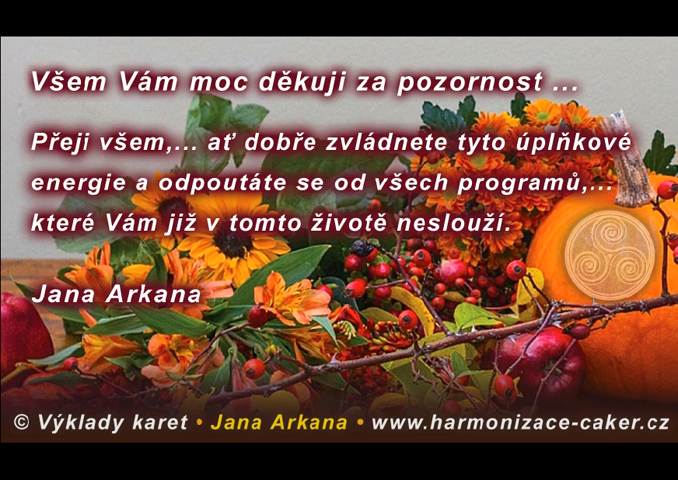 Všem Vám moc děkuji za pozornost ...
Přeji všem,... ať dobře zvládnete tyto úplňkové
energie a odpoutáte se od všech programů,...
které Vám již v tomto životě neslouží.
Jana Arkana
© Výklady karet • Jana Arkana • www.harmonizace-caker.cz